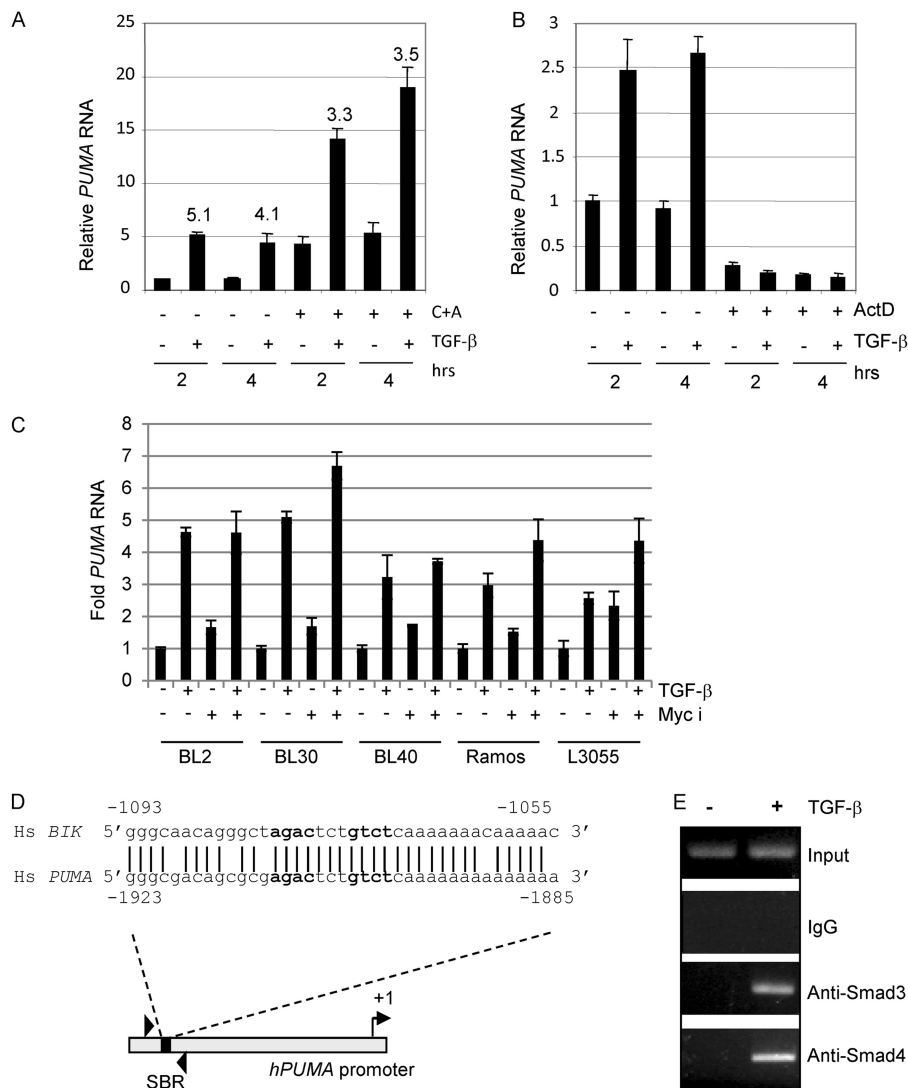 A
Relative PUMA RNA
25
20
15
10
5
0
5.1
4.1
3.3
3.5
- - - - + + + + C+A
- + - + - + - + TGF-β
2 4 2 4 hrs
B
Relative PUMA RNA
3
2.5
2
1.5
1
0.5
0
- - - - + + + + ActD
- + - + - + - + TGF-β
2 4 2 4 hrs
C
Fold PUMA RNA
8
7
6
5
4
3
2
1
0
- + - + - + - + - + - + - + - + - + - + TGF-β
- - + + - - + + - - + + - - + + - - + + Myc i
BL2 BL30 BL40 Ramos L3055
D
-1093 -1055
Hs BIK 5'gggcaacagggctagactctgtctcaaaaaaacaaaaac 3'
Hs PUMA 5'gggcgacagcgcgagactctgtctcaaaaaaaaaaaaaa 3'
-1923 -1885
+1
SBR hPUMA promoter
E
- + TGF-β
Input
IgG
Anti-Smad3
Anti-Smad4